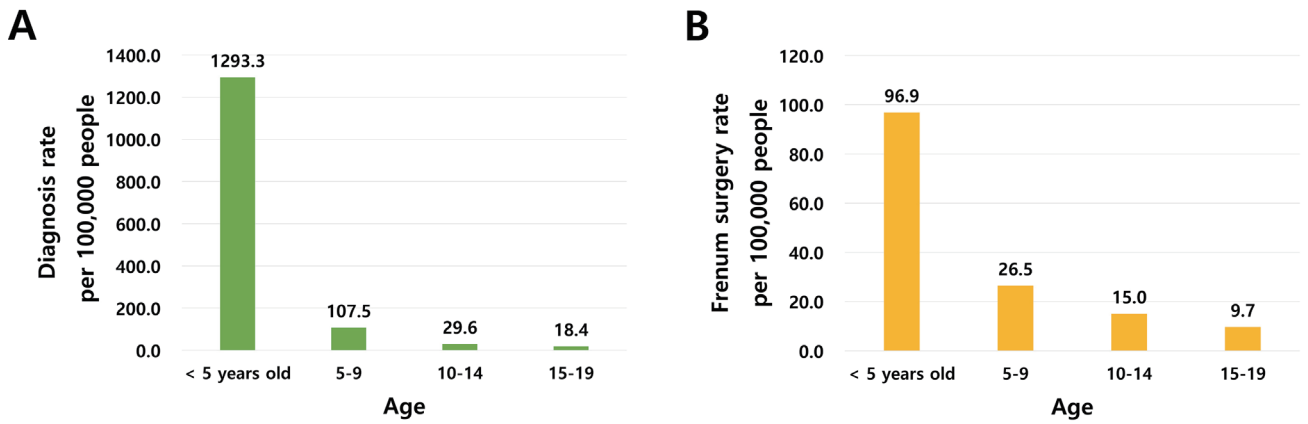 A
Diagnosis rate
per 100,000 people
1400.0
1200.0
1000.0
800.0
600.0
400.0
200.0
0.0
1293.3
107.5
29.6
18.4
< 5 years old
5-9
10-14
15-19
Age
B
Frenum surgery rate
per 100,000 people
120.0
100.0
80.0
60.0
40.0
20.0
0.0
96.9
26.5
15.0
9.7
< 5 years old
5-9
10-14
15-19
Age